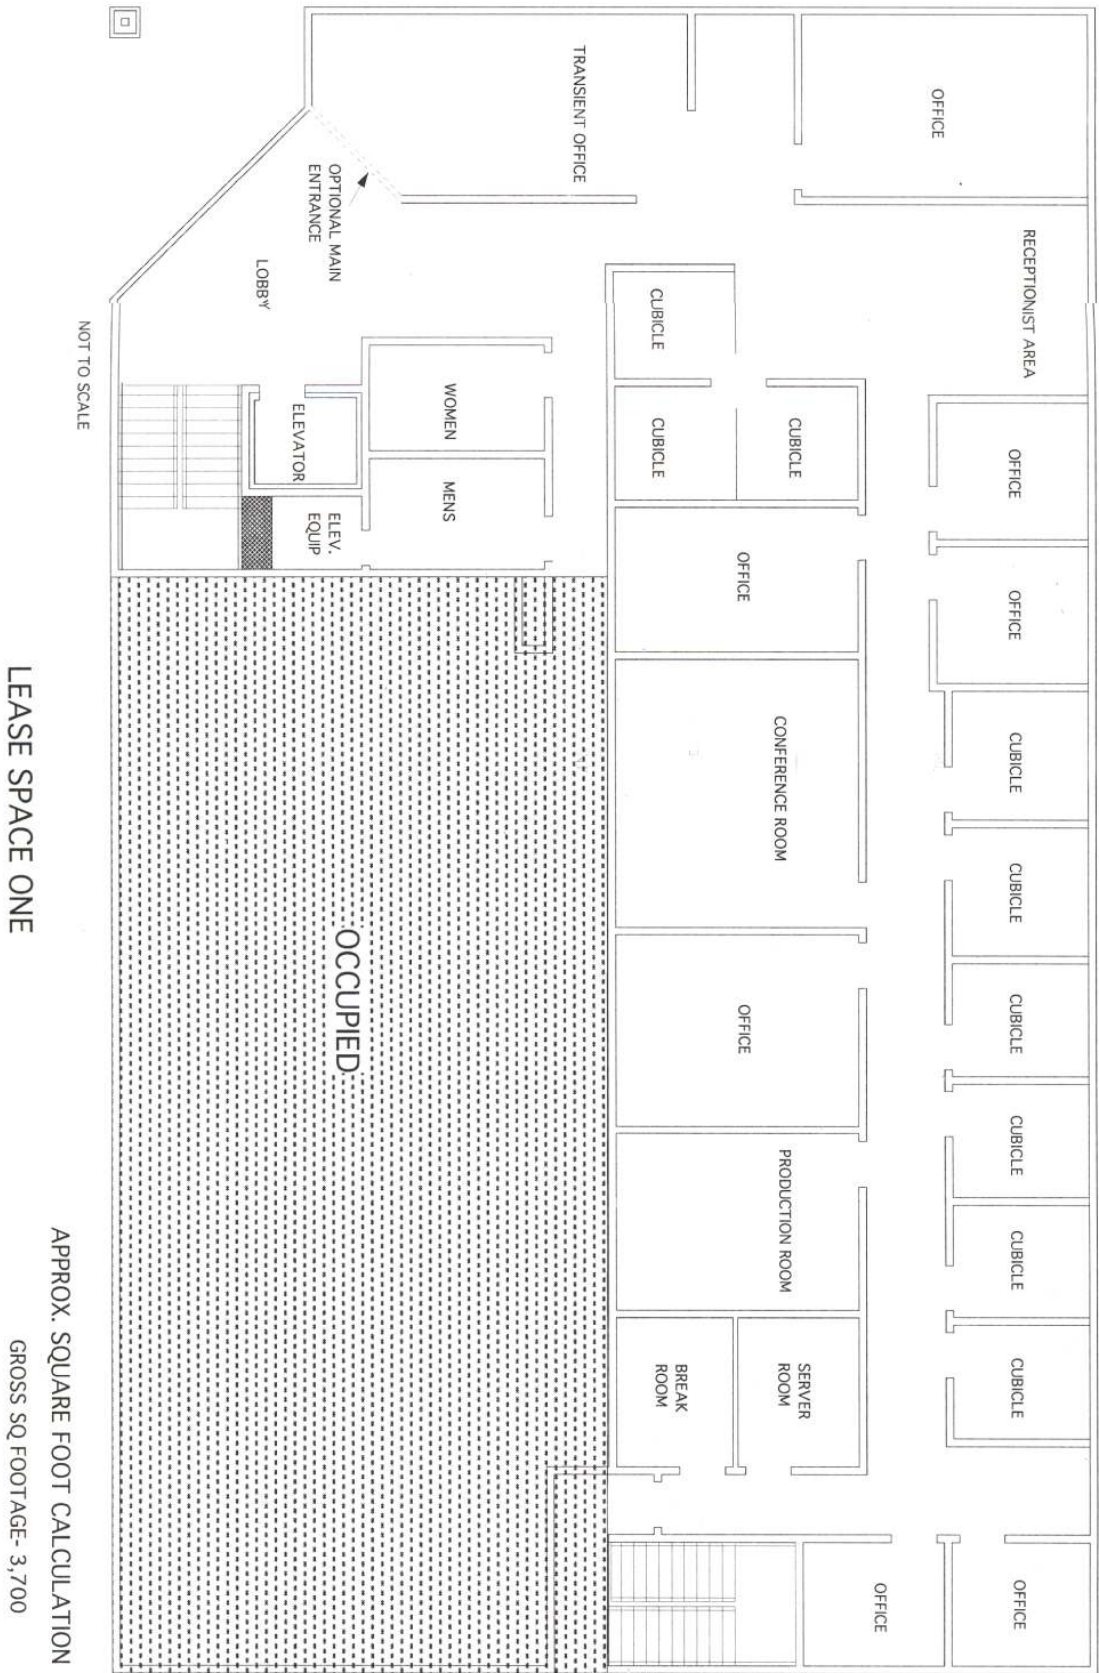 OFFICE
RECEPTIONIST AREA
OFFICE
OFFICE
CUBICLE
CUBICLE
CUBICLE
CUBICLE
CUBICLE
CUBICLE
OFFICE
OFFICE
TRANSIENT OFFICE
CUBICLE
CUBICLE
CUBICLE
OFFICE
CONFERENCE ROOM
OFFICE
PRODUCTION ROOM
SERVER
ROOM
BREAK
ROOM
OPTIONAL MAIN
ENTRANCE
LOBBY
WOMEN
MENS
ELEVATOR
ELEV.
EQUIP
OCCUPIED
NOT TO SCALE
LEASE SPACE ONE
APPROX. SQUARE FOOT CALCULATION
GROSS SQ FOOTAGE- 3,700